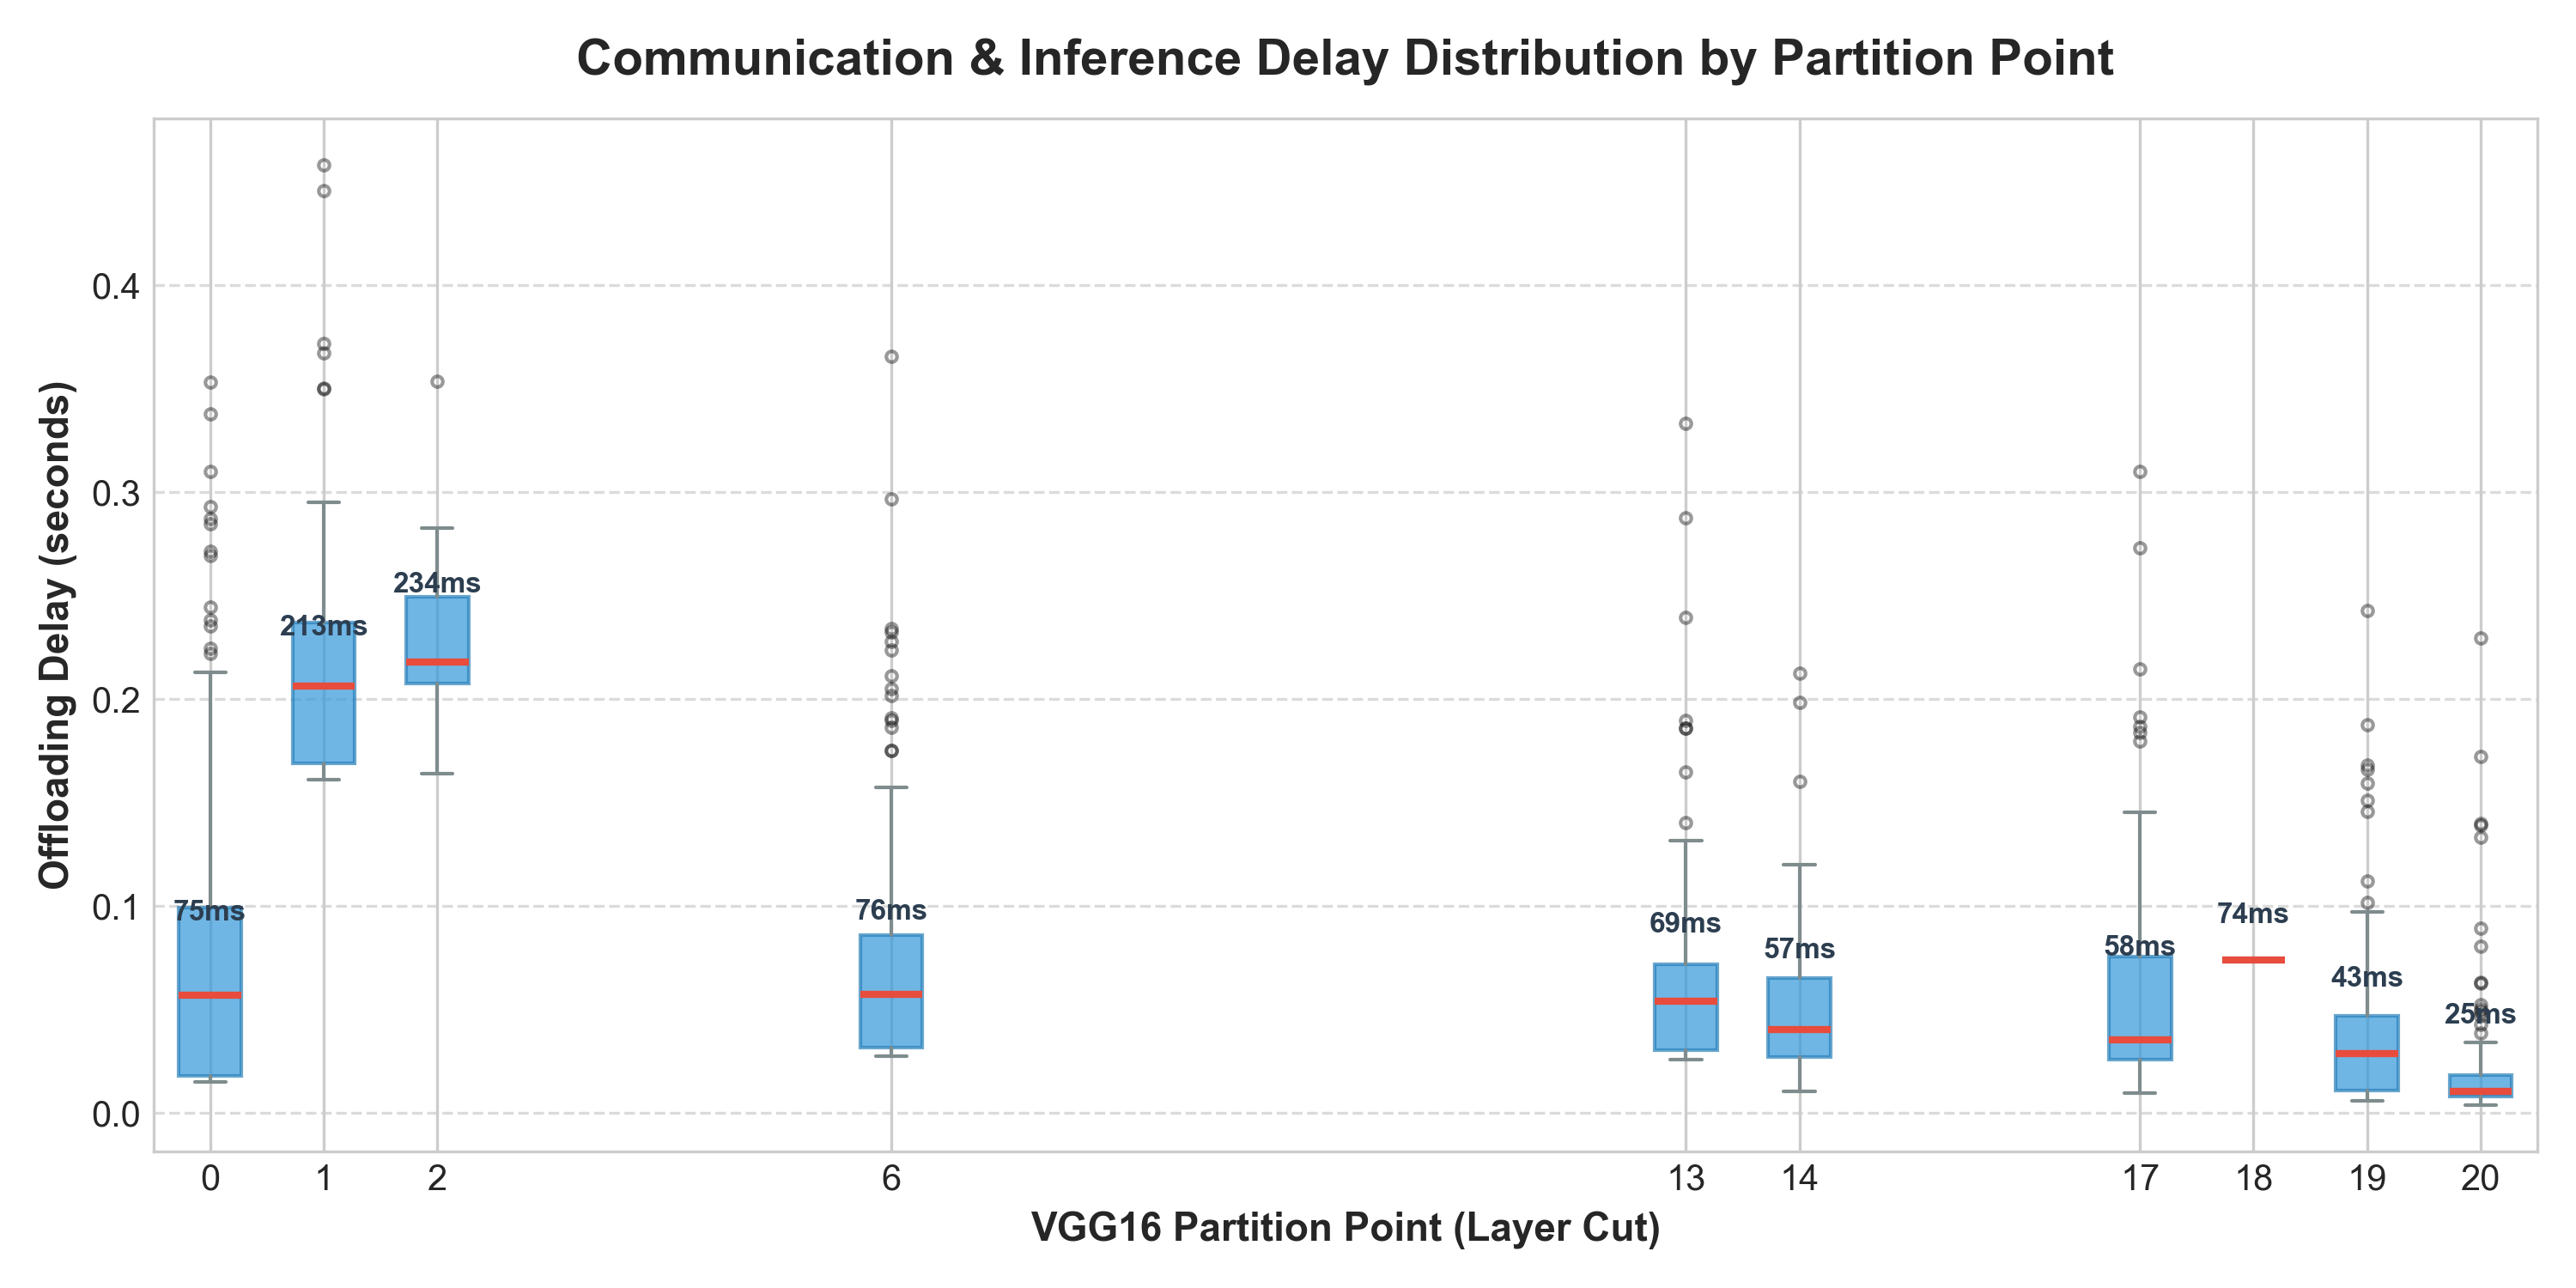 Communication & Inference Delay Distribution by Partition Point
Offloading Delay (seconds)
0.4
0.3
0.2
0.1
0.0
75ms
213ms
234ms
76ms
69ms
57ms
58ms
74ms
43ms
25ms
0 1 2 6 13 14 17 18 19 20
VGG16 Partition Point (Layer Cut)